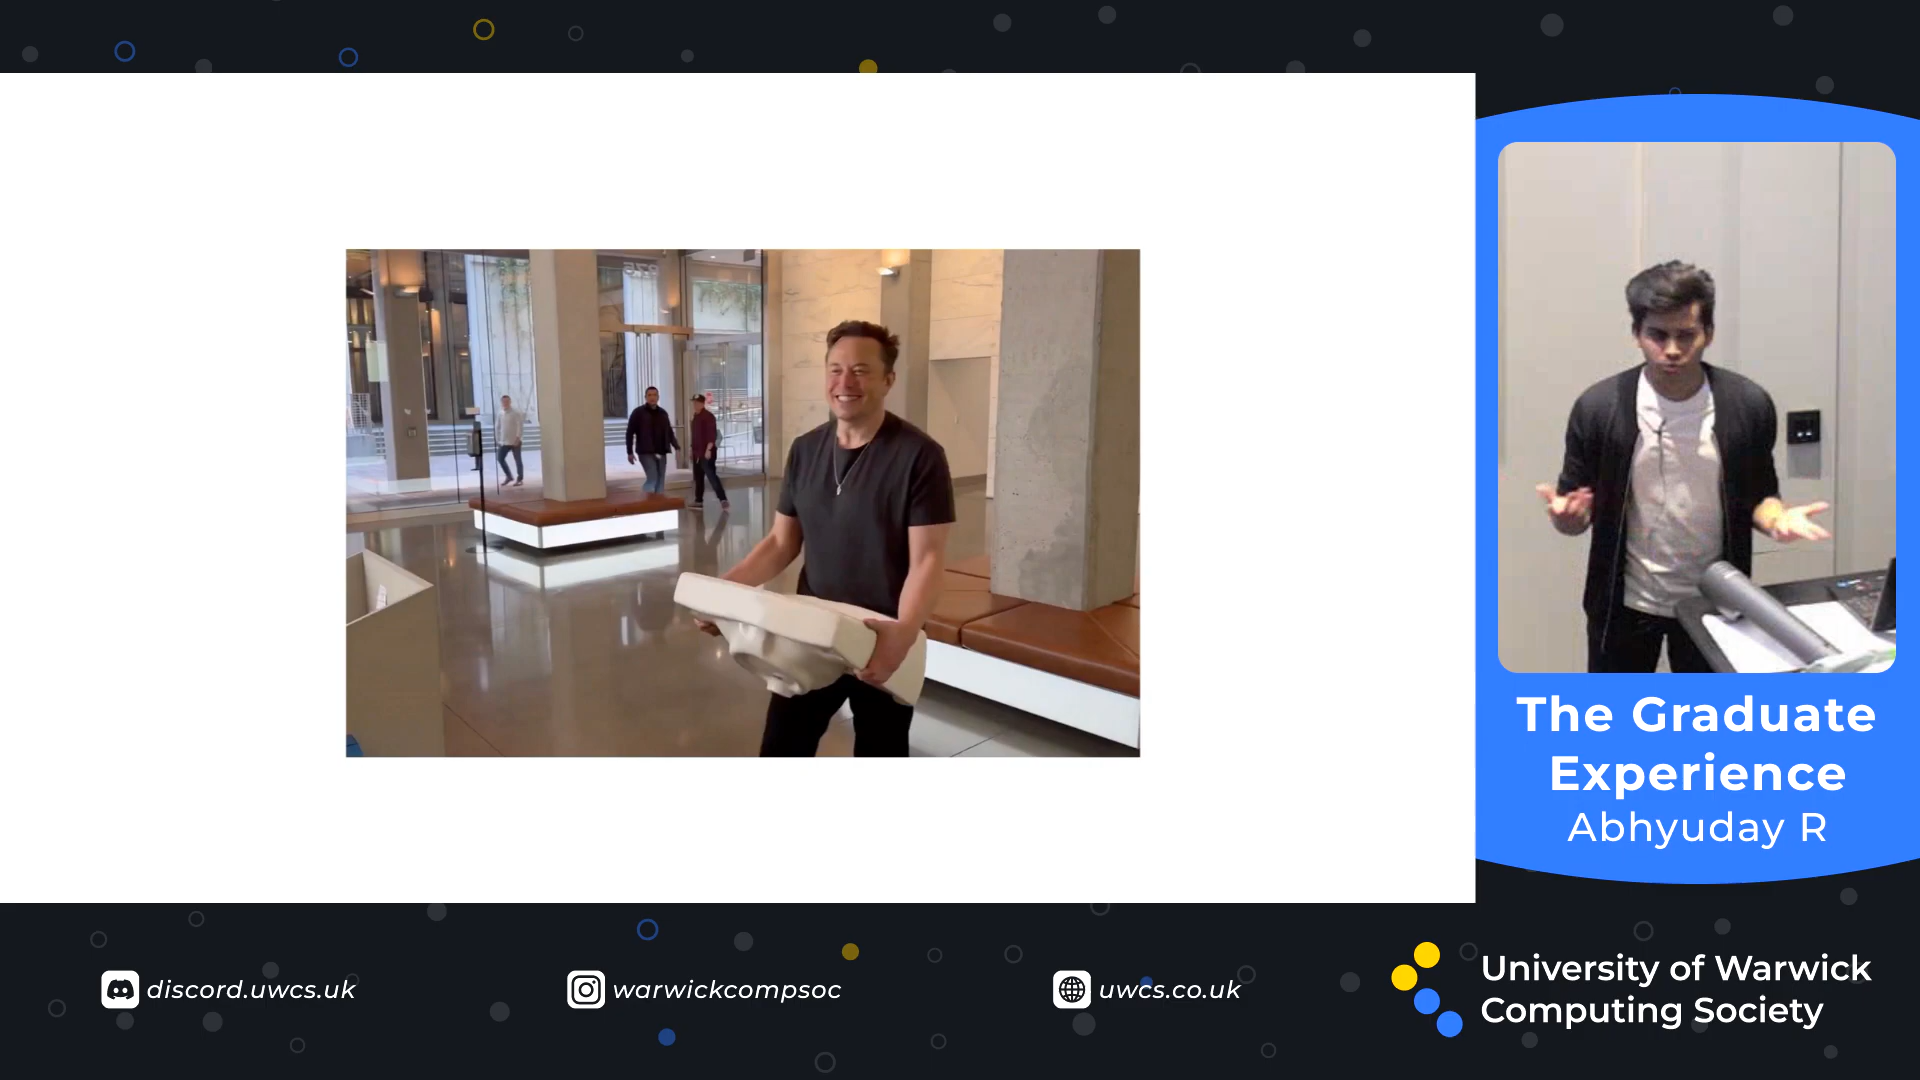 The Graduate
Experience
Abhyuday R
discord.uwcs.uk
warwickcompsoc
uwcs.co.uk
University of Warwick
Computing Society